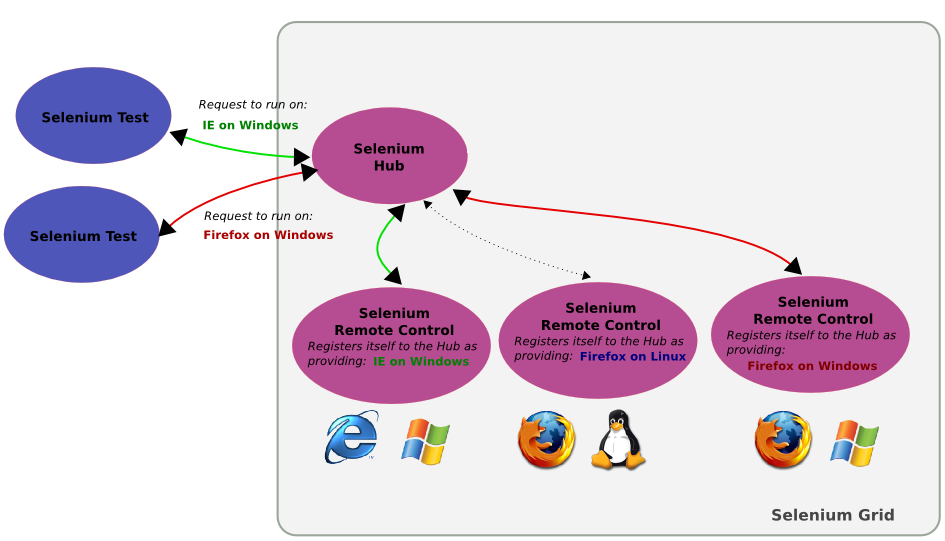 Selenium Test
Request to run on:
IE on Windows
Selenium
Hub
Selenium Test
Request to run on:
Firefox on Windows
Selenium
Remote Control
Registers itself to the Hub as
providing: IE on Windows
Selenium
Remote Control
Registers itself to the Hub as
providing: Firefox on Linux
Selenium
Remote Control
Registers itself to the Hub as
providing:
Firefox on Windows
Selenium Grid